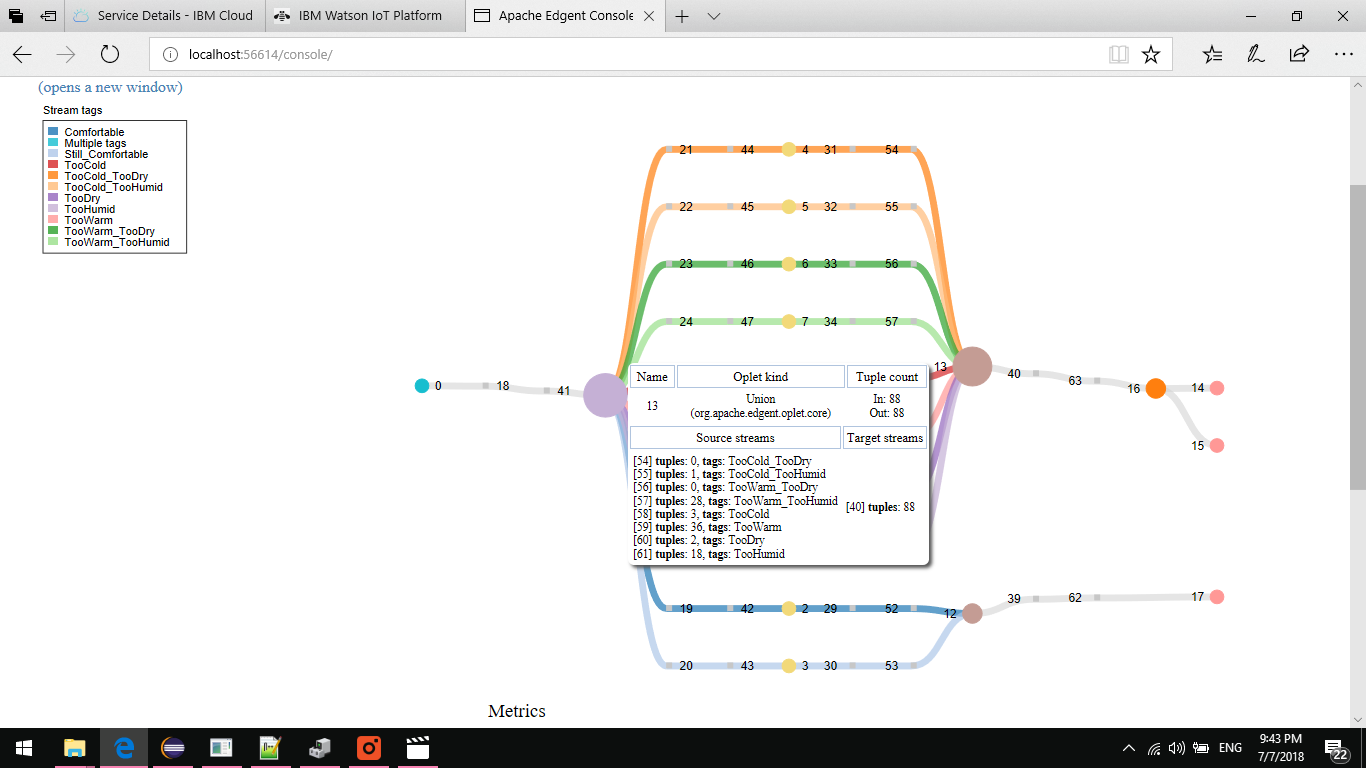 Service Details - IBM Cloud
IBM Watson IoT Platform
Apache Edgent Console
localhost:56614/console/
(opens a new window)
Stream tags
Comfortable
Multiple tags
Still_Comfortable
TooCold
TooCold_TooDry
TooCold_TooHumid
TooDry
TooHumid
TooWarm
TooWarm_TooDry
TooWarm_TooHumid
21 44 4 31 54
22 45 5 32 55
23 46 6 33 56
24 47 7 34 57
0 18 41
13 40 63 16 14
15
Name Oplet kind Tuple count
13 Union In: 88
(org.apache.edgent.oplet.core) Out: 88
Source streams Target streams
[54] tuples: 0, tags: TooCold_TooDry
[55] tuples: 1, tags: TooCold_TooHumid
[56] tuples: 0, tags: TooWarm_TooDry
[57] tuples: 28, tags: TooWarm_TooHumid
[40] tuples: 88
[58] tuples: 3, tags: TooCold
[59] tuples: 36, tags: TooWarm
[60] tuples: 2, tags: TooDry
[61] tuples: 18, tags: TooHumid
19 42 2 29 52 12 39 62 17
20 43 3 30 53
Metrics
ENG
9:43 PM
7/7/2018
22